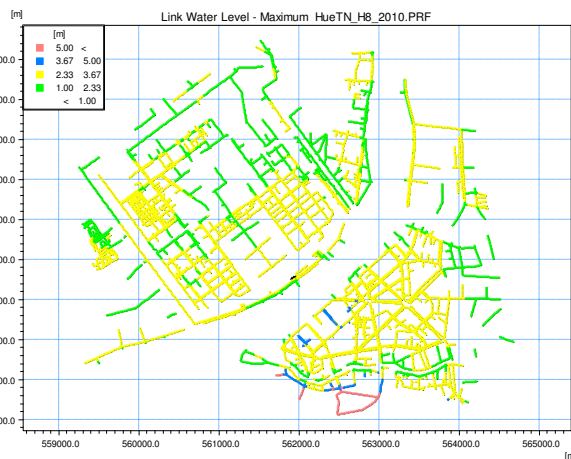 Link Water Level - Maximum HueTN_H8_2010.PRF
[m]
[m]
5.00 <
3.67 5.00
2.33 3.67
1.00 2.33
< 1.00
559000.0 560000.0 561000.0 562000.0 563000.0 564000.0 565000.0